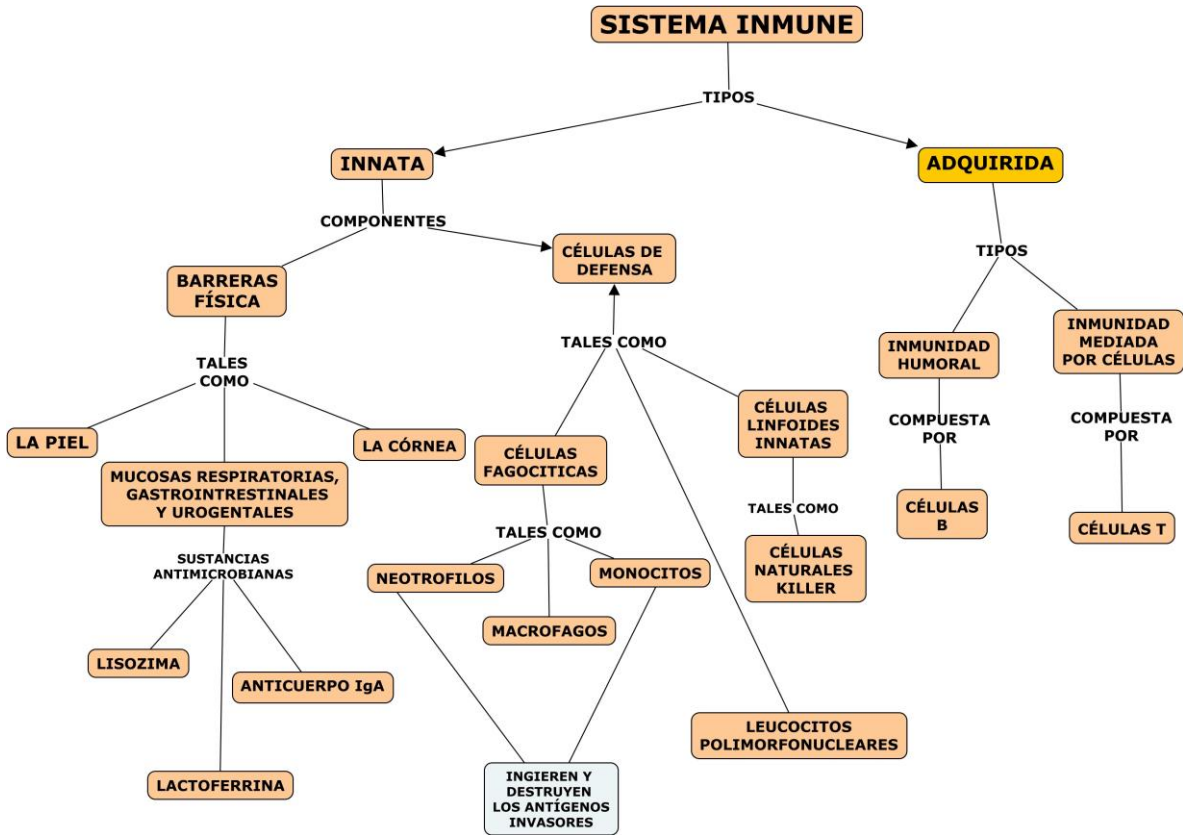 SISTEMA INMUNE
TIPOS
INNATA
ADQUIRIDA
COMPONENTES
BARRERAS
FÍSICA
CÉLULAS DE
DEFENSA
TALES
COMO
LA PIEL
LA CÓRNEA
MUCOSAS RESPIRATORIAS,
GASTROINTESTINALES
Y UROGENTALES
SUSTANCIAS
ANTIMICROBIANAS
LISOZIMA
ANTICUERPO IgA
LACTOFERRINA
TALES COMO
CÉLULAS
FAGOCITICAS
CÉLULAS
LINFOIDES
INNATAS
TALES COMO
NEOTROFILOS
MONOCITOS
MACROFAGOS
TALES COMO
CÉLULAS
NATURALES
KILLER
LEUCOCITOS
POLIMORFONUCLEARES
INGIEREN Y
DESTRUYEN
LOS ANTÍGENOS
INVASORES
TIPOS
INMUNIDAD
HUMORAL
INMUNIDAD
MEDIADA
POR CÉLULAS
COMPUESTA
POR
COMPUESTA
POR
CÉLULAS
B
CÉLULAS T